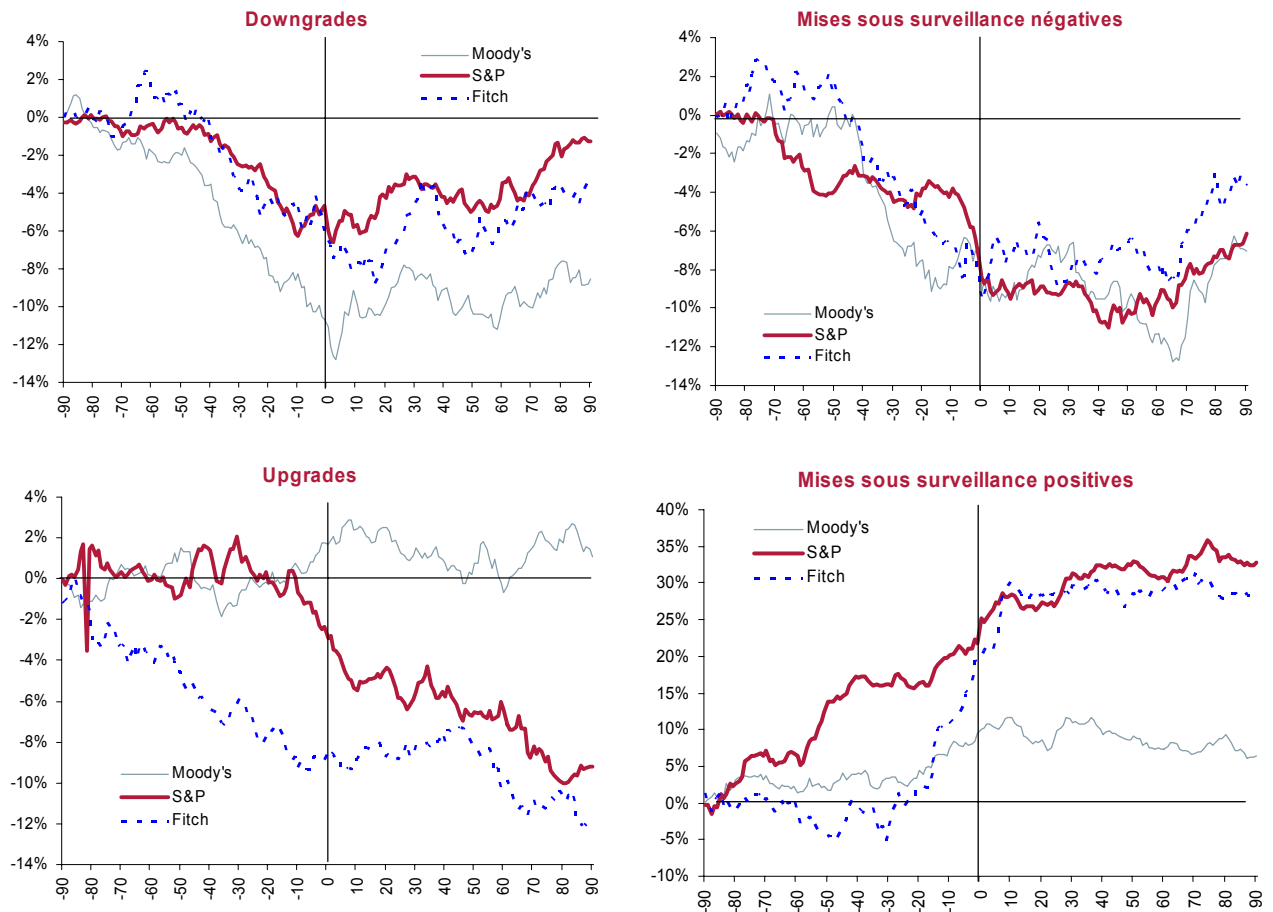 Downgrades
4%
2%
0%
-2%
-4%
-6%
-8%
-10%
-12%
-14%
Moody's
S&P
Fitch
-90 -80 -70 -60 -50 -40 -30 -20 -10 0 10 20 30 40 50 60 70 80 90
Mises sous surveillance négatives
4%
2%
0%
-2%
-4%
-6%
-8%
-10%
-12%
-14%
Moody's
S&P
Fitch
-90 -80 -70 -60 -50 -40 -30 -20 -10 0 10 20 30 40 50 60 70 80 90
Upgrades
4%
2%
0%
-2%
-4%
-6%
-8%
-10%
-12%
-14%
Moody's
S&P
Fitch
-90 -80 -70 -60 -50 -40 -30 -20 -10 0 10 20 30 40 50 60 70 80 90
Mises sous surveillance positives
40%
35%
30%
25%
20%
15%
10%
5%
0%
-5%
-10%
Moody's
S&P
Fitch
-90 -80 -70 -60 -50 -40 -30 -20 -10 0 10 20 30 40 50 60 70 80 90